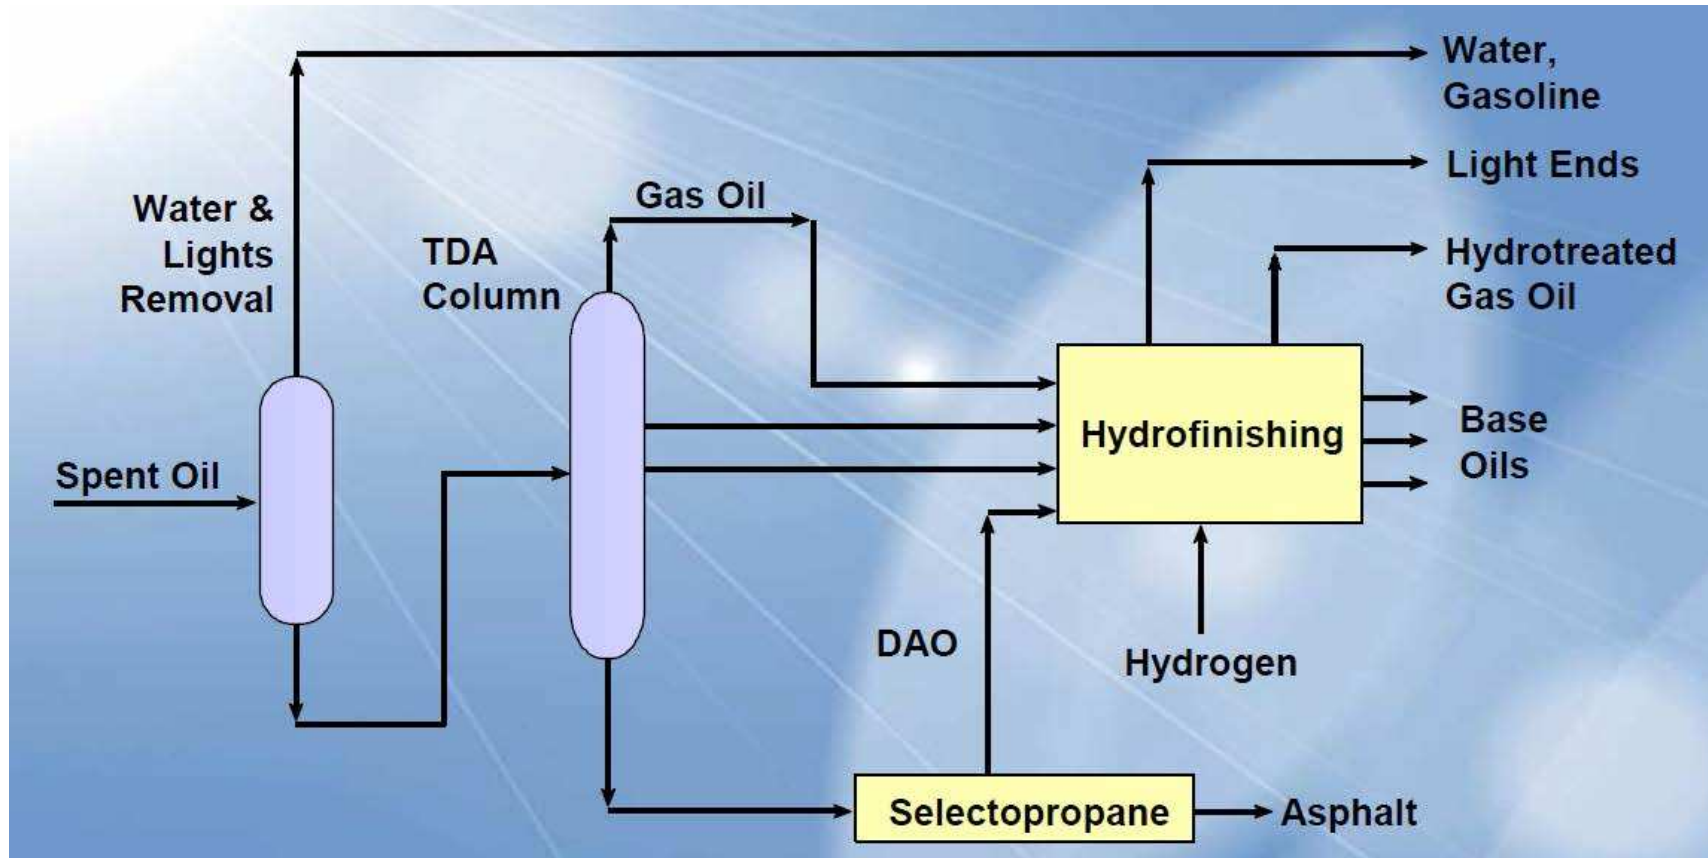 Water,
Gasoline
Light Ends
Gas Oil
Water &
Lights
Removal
TDA
Column
Hydrotreated
Gas Oil
Hydrofinishing
Base
Oils
Spent Oil
DAO
Hydrogen
Selectopropane
Asphalt